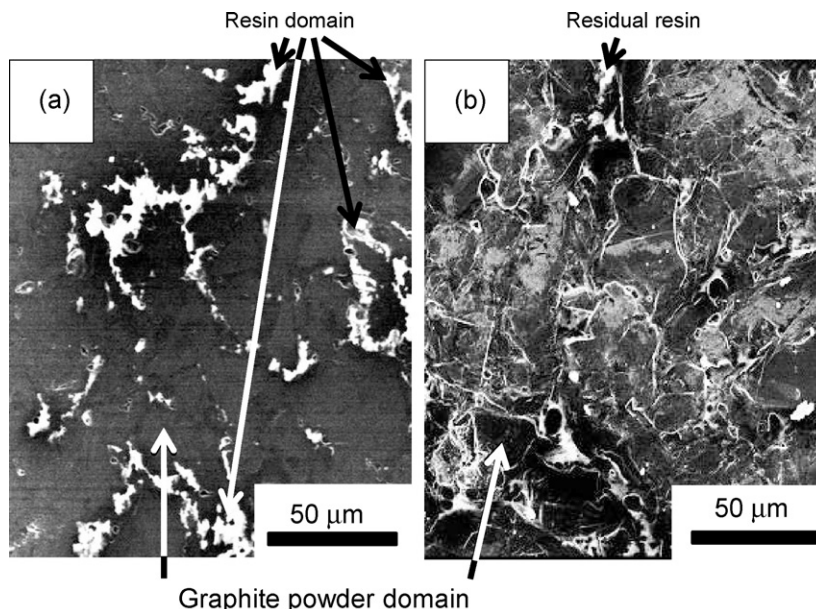 Resin domain
Residual resin
(a)
(b)
50 μm
50 μm
Graphite powder domain